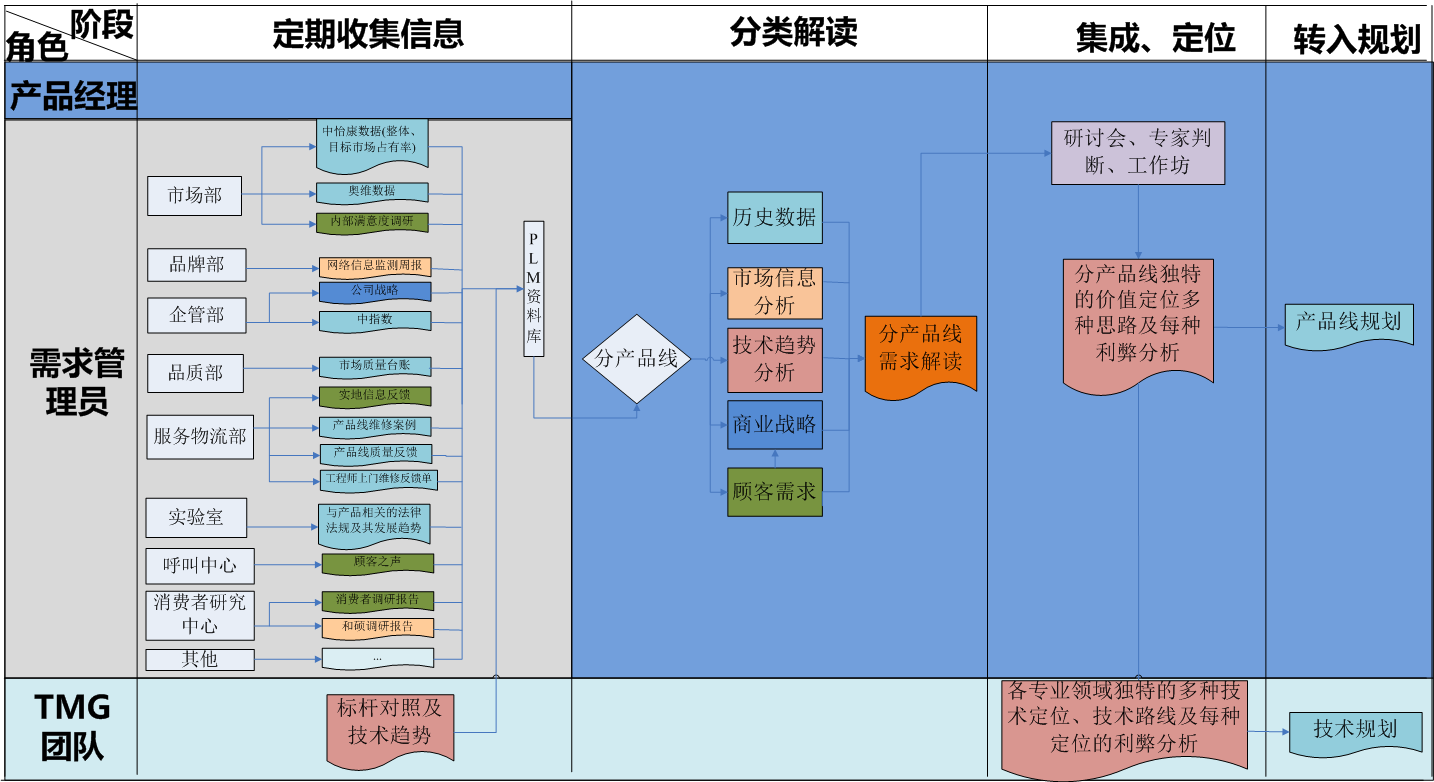 阶段
角色
定期收集信息
分类解读
集成、定位
转入规划
产品经理
需求管
理员
市场部
中怡康数据(整体、
目标市场占有率)
奥维数据
内部满意度调研
品牌部
网络信息监测周报
企管部
公司战略
中指数
品质部
市场质量台账
服务物流部
实地信息反馈
产品线维修案例
产品线质量反馈
工程师上门维修反馈单
实验室
与产品相关的法律
法规及其发展趋势
呼叫中心
顾客之声
消费者研究
中心
消费者调研报告
和硕调研报告
其他
...
P
L
M
资
料
库
分产品线
历史数据
市场信息
分析
技术趋势
分析
商业战略
顾客需求
分产品线
需求解读
研讨会、专家判
断、工作坊
分产品线独特
的价值定位多
种思路及每种
利弊分析
产品线规划
TMG
团队
标杆对照及
技术趋势
各专业领域独特的多种技
术定位、技术路线及每种
定位的利弊分析
技术规划